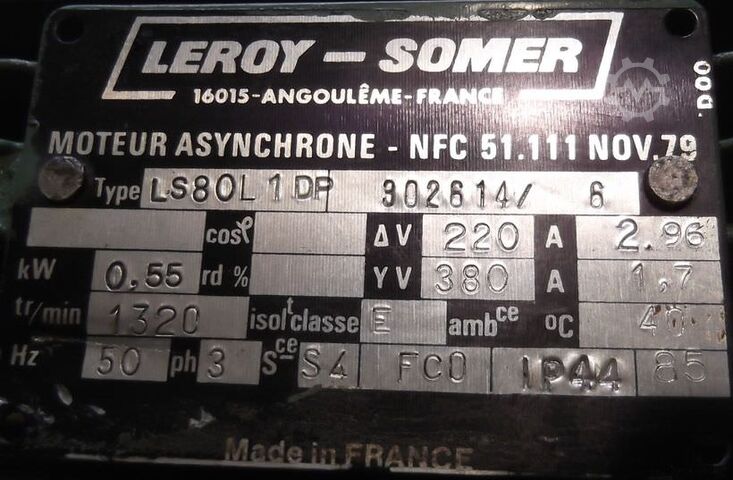 LEROY-SOMER
16015-ANGOULÊME-FRANCE
MOTEUR ASYNCHRONE - NFC 51.111 NOV.79
Type LS80L1DP 902614/ 6
cosφ ΔV 220 A 2.96
kW 0,55 rd % YV 380 A 1,7
tr/min 1320 isolt classe E ambce °C 40
Hz 50 ph 3 Sce S4 FC0 IP44 85
Made in FRANCE